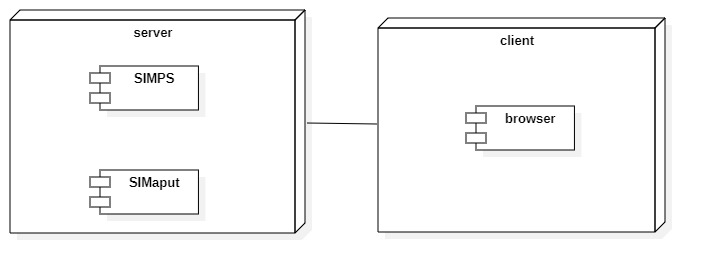 server
SIMPS
SIMaput
client
browser